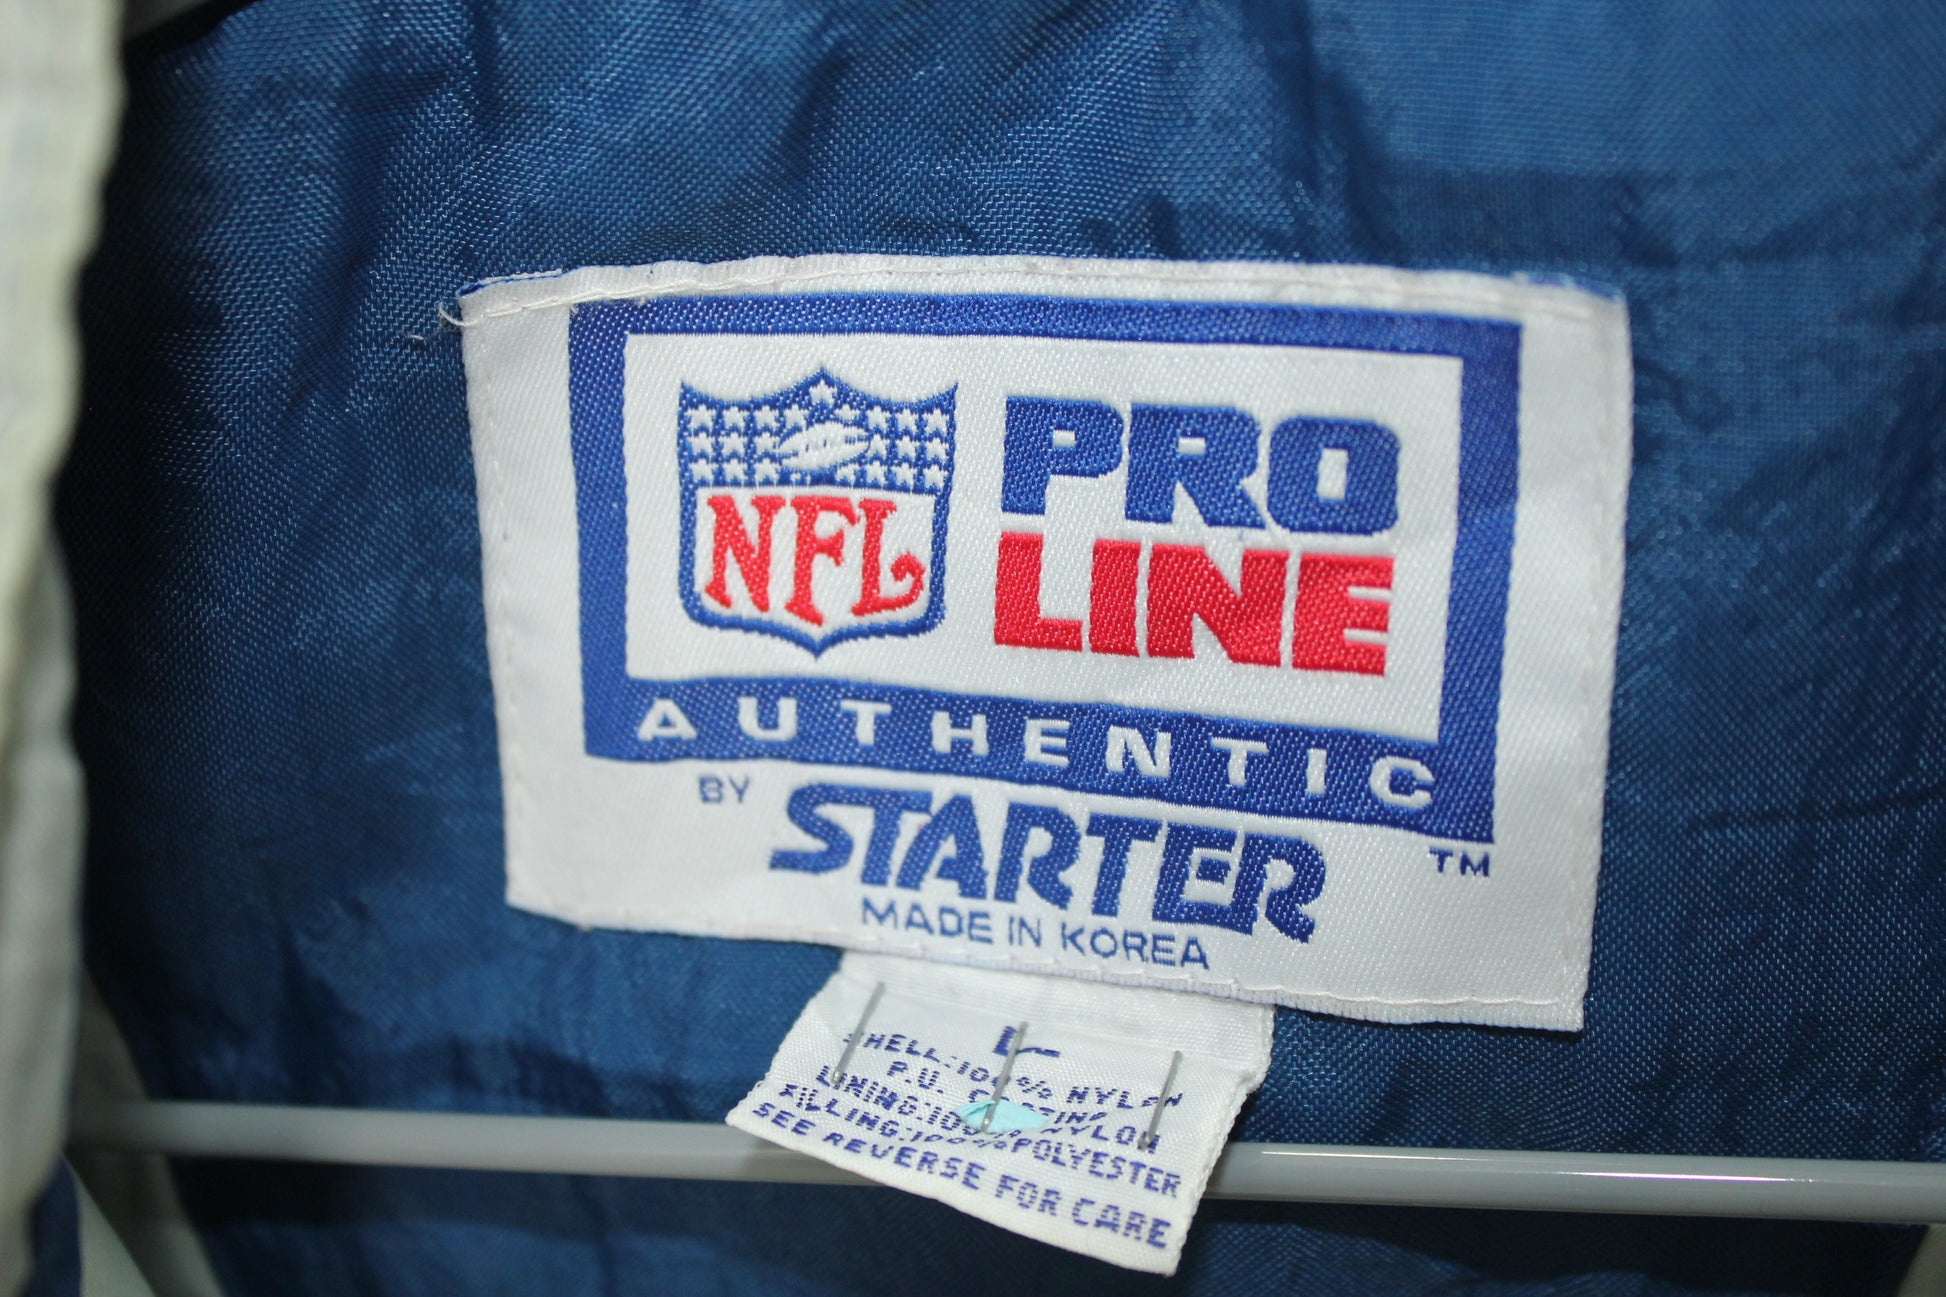 NFL
PRO
LINE
AUTHENTIC
BY STARTER TM
MADE IN KOREA
L
SHELL:100% NYLON
P.U. COATING
LINING:100% NYLON
FILLING:100% POLYESTER
SEE REVERSE FOR CARE